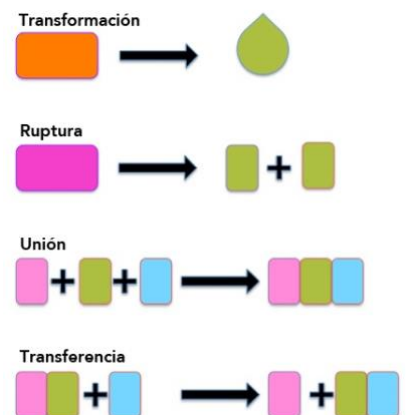 Transformación
Ruptura
+
Unión
+ +
Transferencia
+ +